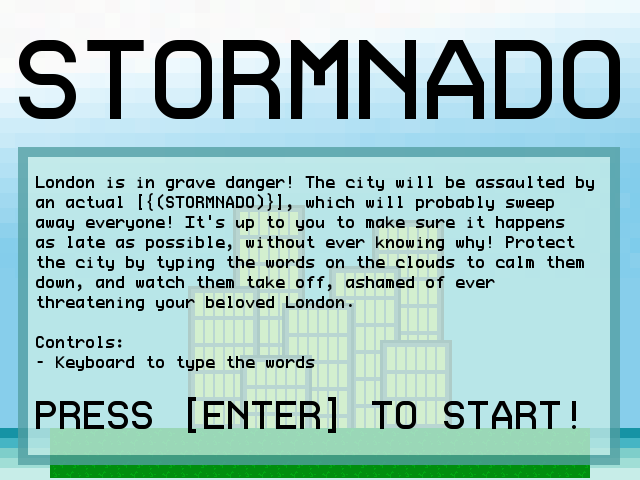 STORMNADO
London is in grave danger! The city will be assaulted by
an actual [{(STORMNADO)}], which will probably sweep
away everyone! It's up to you to make sure it happens
as late as possible, without ever knowing why! Protect
the city by typing the words on the clouds to calm them
down, and watch them take off, ashamed of ever
threatening your beloved London.
Controls:
- Keyboard to type the words
PRESS [ENTER] TO START!